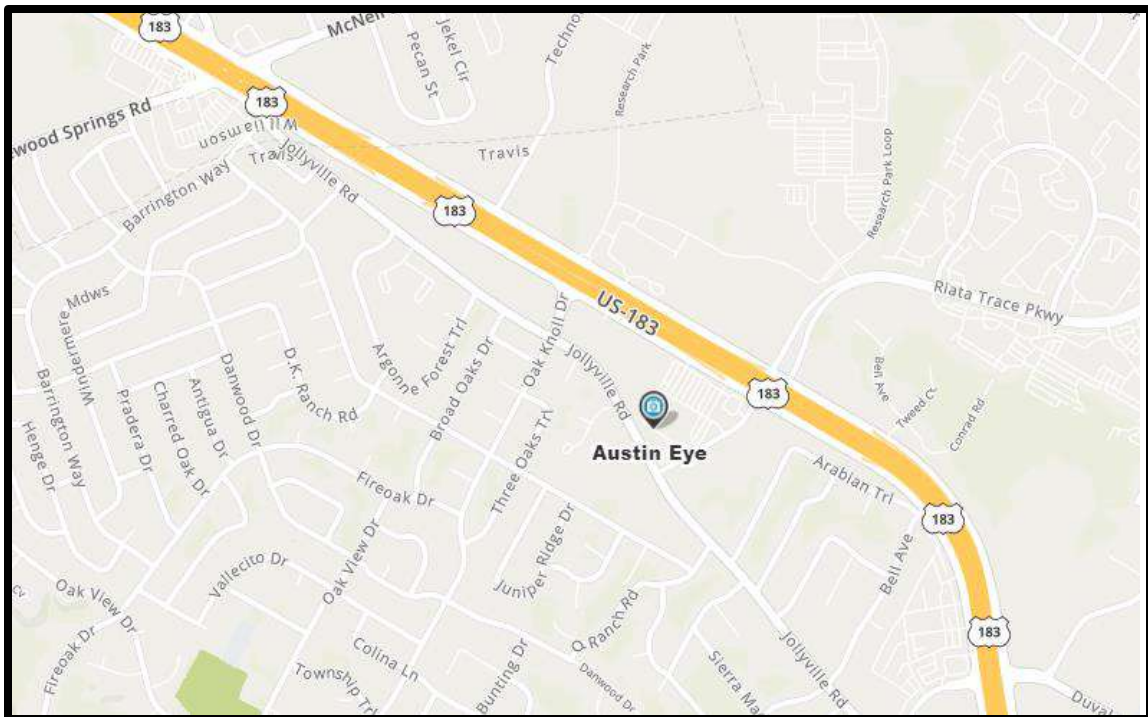 183
McNeil
Jekel Cir
Pecan St
Techno
Research Park
183
wood Springs Rd
Williamson
Travis
Travis
Jollyville Rd
Barrington Way
183
Research Park Loop
Riata Trace Pkwy
US-183
Mdws
Windermere
Argonne Forest Trl
Oak Knoll Dr
Broad Oaks Dr
Jollyville Rd
D.K. Ranch Rd
Danwood Dr
Antigua Dr
Charred Oak Dr
Pradera Dr
Barrington Way
Henge Dr
183
Bell Ave
Tweed Ct
Conrad Rd
Austin Eye
Three Oaks Trl
Fireoak Dr
Arabian Trl
183
Oak View Dr
Juniper Ridge Dr
Bell Ave
Vallecito Dr
Oak View Dr
Cv
Fireoak Dr
Q Ranch Rd
183
Colina Ln
Township Trl
Bunting Dr
Danwood Dr
Sierra Ma
Jollyville Rd
Duval